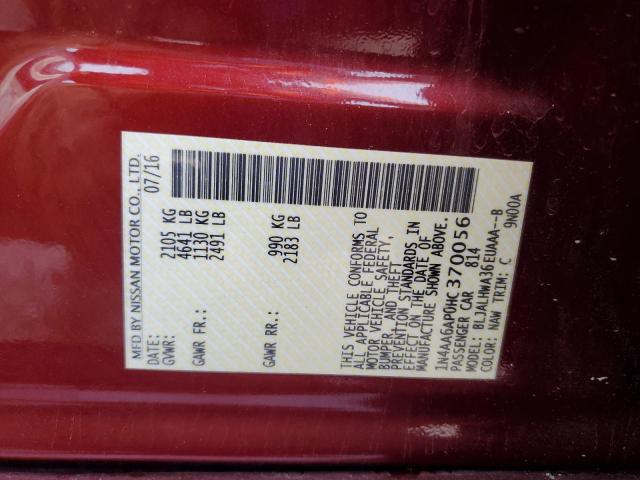 MFD BY NISSAN MOTOR CO., LTD.
DATE: 07/16
GVWR: 2105 KG
4641 LB
GAWR FR.: 1130 KG
2491 LB
GAWR RR.: 990 KG
2183 LB
THIS VEHICLE CONFORMS TO
ALL APPLICABLE FEDERAL
MOTOR VEHICLE SAFETY,
BUMPER, AND THEFT
PREVENTION STANDARDS IN
EFFECT ON THE DATE OF
MANUFACTURE SHOWN ABOVE.
1N4AA6AP0HC370056
PASSENGER CAR 814
MODEL: BLJALHWA36EUAAA--B
COLOR: NAW TRIM: C 9N00A